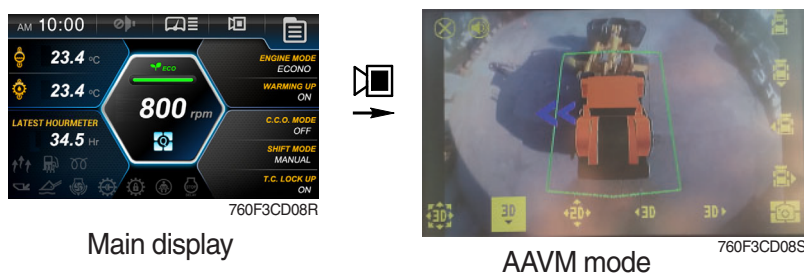 AM 10:00
23.4 °C
23.4 °C
LATEST HOURMETER
34.5 Hr
ECO
800 rpm
Q
ENGINE MODE
ECONO
WARMING UP
ON
C.C.O. MODE
OFF
SHIFT MODE
MANUAL
T.C. LOCK UP
ON
760F3CD08R
Main display
3D
3D
2D
3D
3D
760F3CD08S
AAVM mode